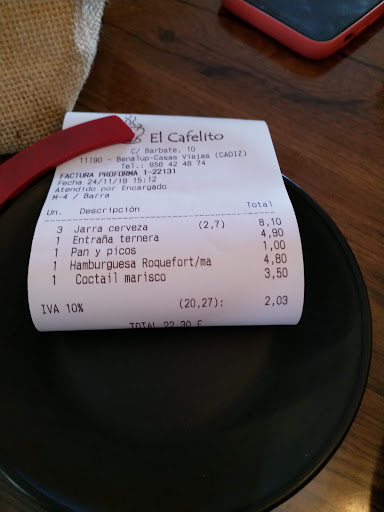 El Cafelito
C/ Barbate, 10
11190 - Benalup-Casas Viejas (CADIZ)
Tel.: 956 42 48 74
FACTURA PROFORMA 1-22131
Fecha 24/11/19 15:12
Atendido por Encargado
M-4 / Barra
Un. Descripción Total
3 Jarra cerveza (2,7) 8,10
1 Entraña ternera 4,90
1 Pan y picos 1,00
1 Hamburguesa Roquefort/ma 4,80
1 Coctail marisco 3,50
IVA 10% (20,27): 2,03
TOTAL 22,30 E